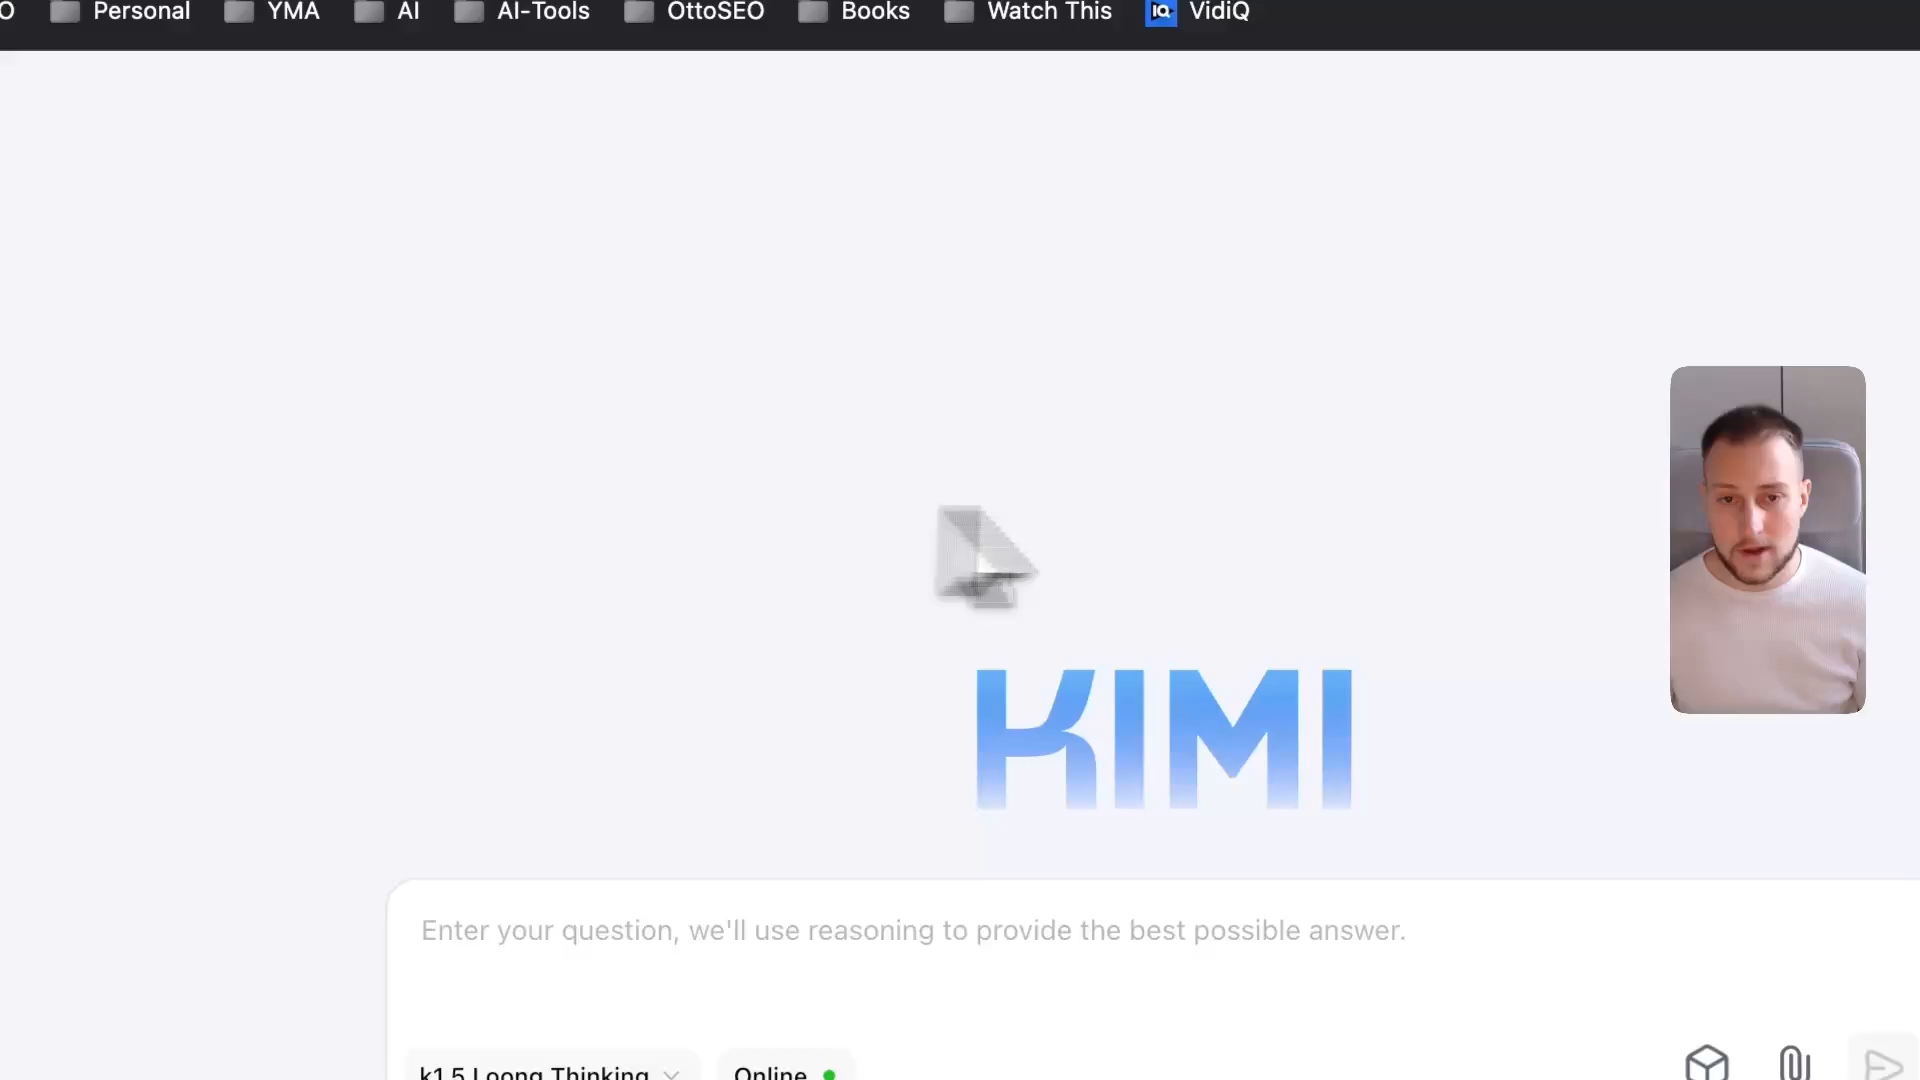 O Personal YMA AI AI-Tools OttoSEO Books Watch This IQ VidiQ
KIMI
Enter your question, we'll use reasoning to provide the best possible answer.
k1.5 Loong Thinking Online